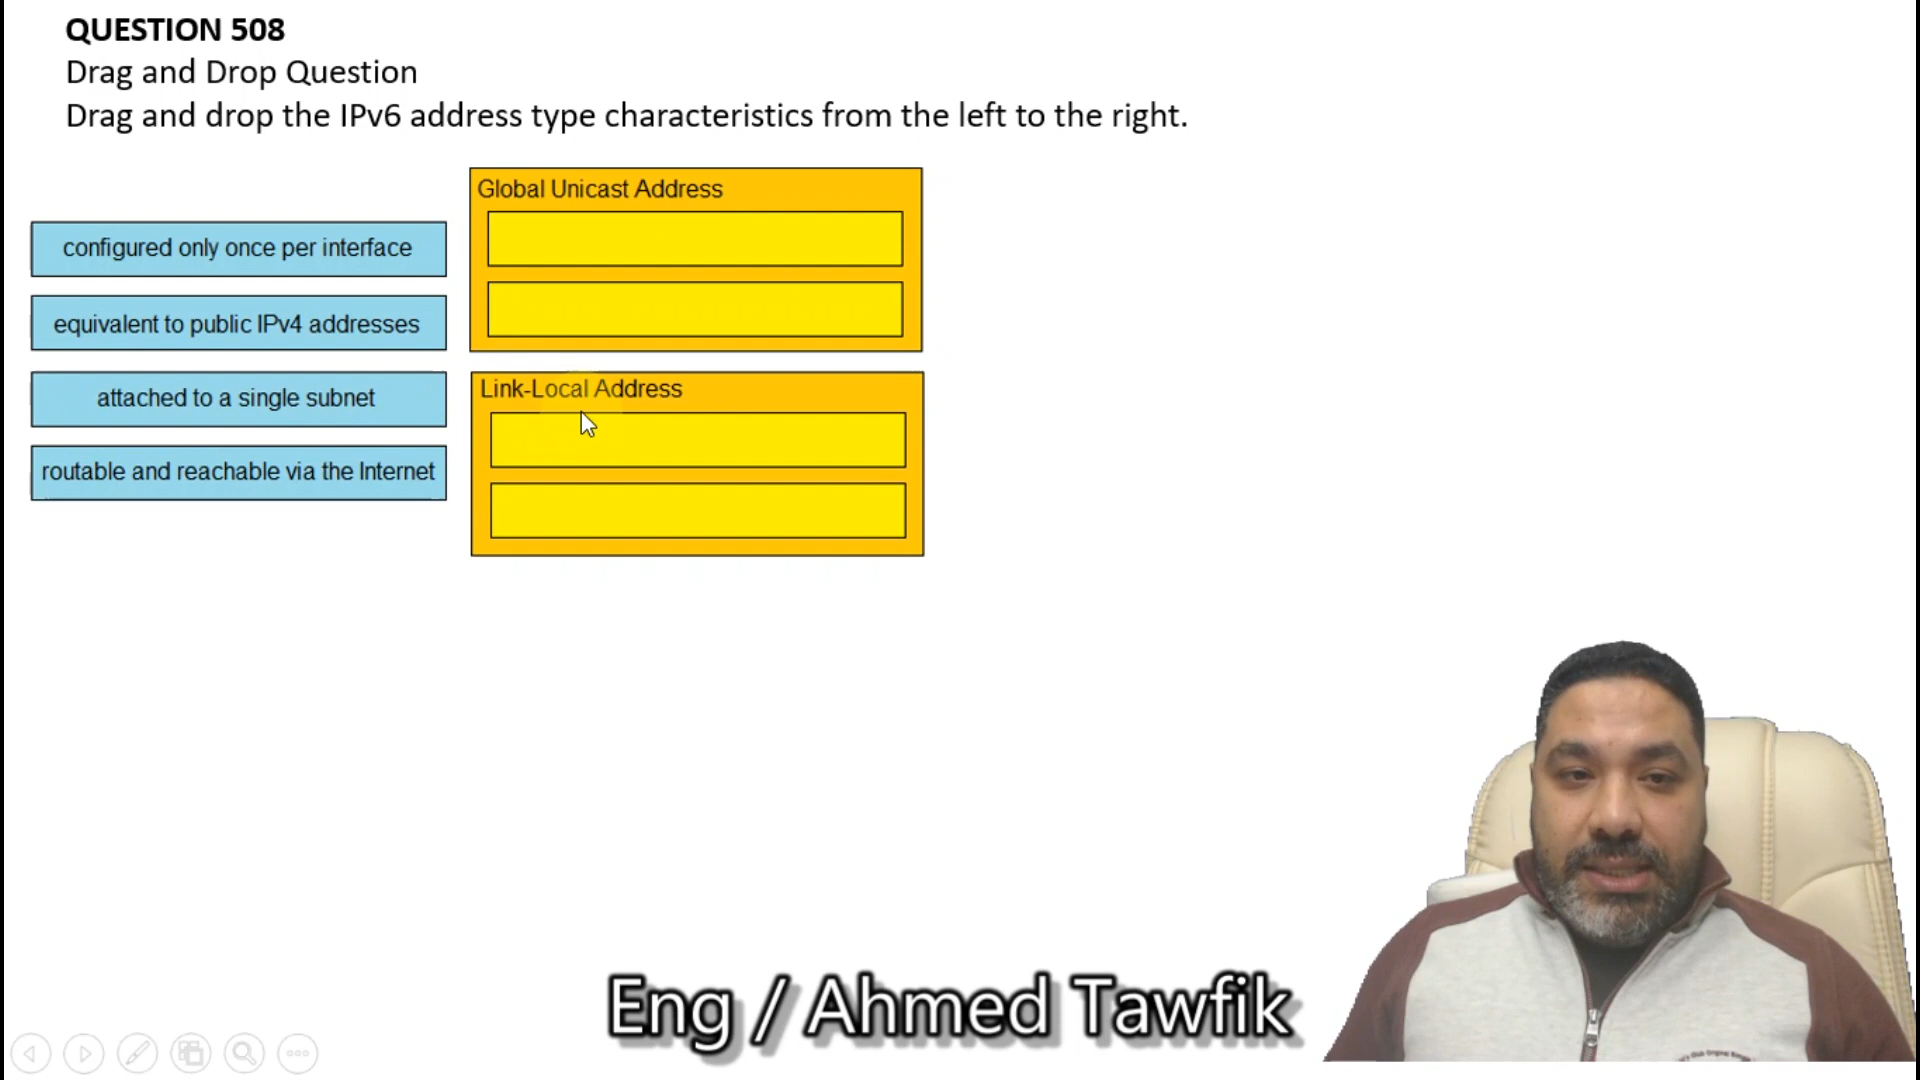 QUESTION 508
Drag and Drop Question
Drag and drop the IPv6 address type characteristics from the left to the right.
configured only once per interface
equivalent to public IPv4 addresses
attached to a single subnet
routable and reachable via the Internet
Global Unicast Address
Link-Local Address
Eng / Ahmed Tawfik